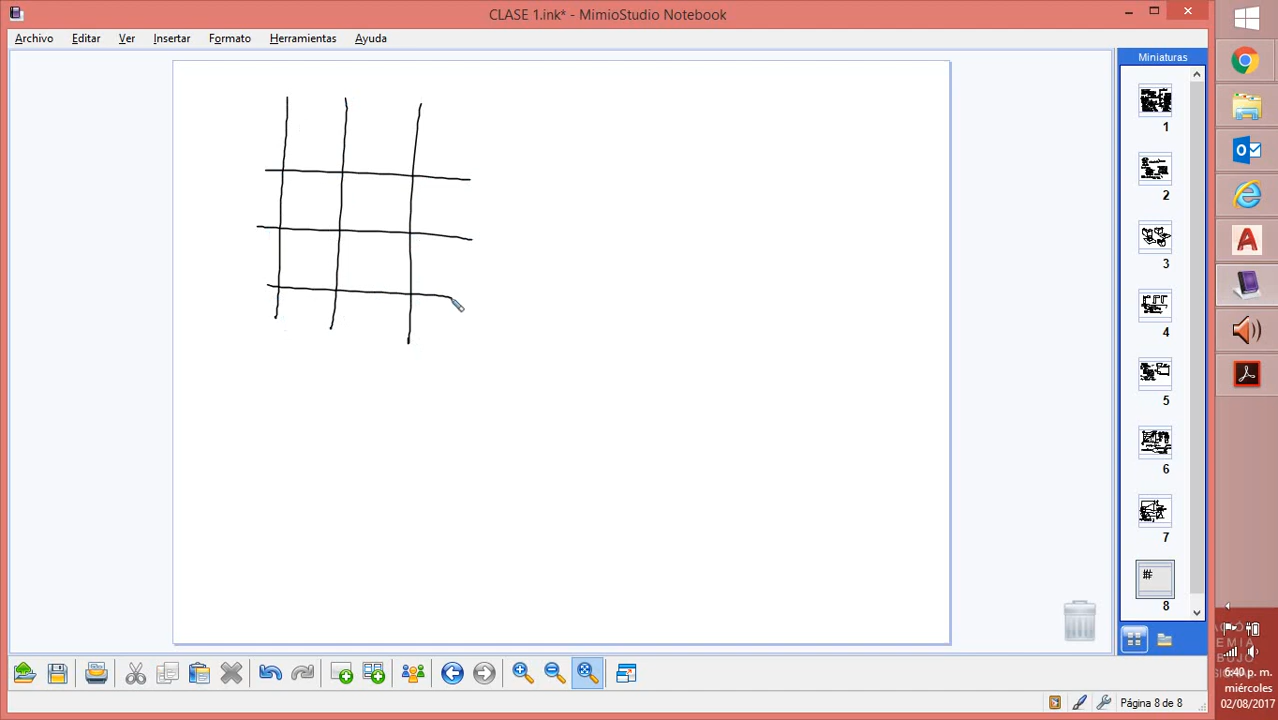 CLASE 1.ink* - MimioStudio Notebook
Archivo Editar Ver Insertar Formato Herramientas Ayuda
Miniaturas
1
2
3
4
5
6
7
8
Página 8 de 8
6:40 p. m.
miércoles
02/08/2017